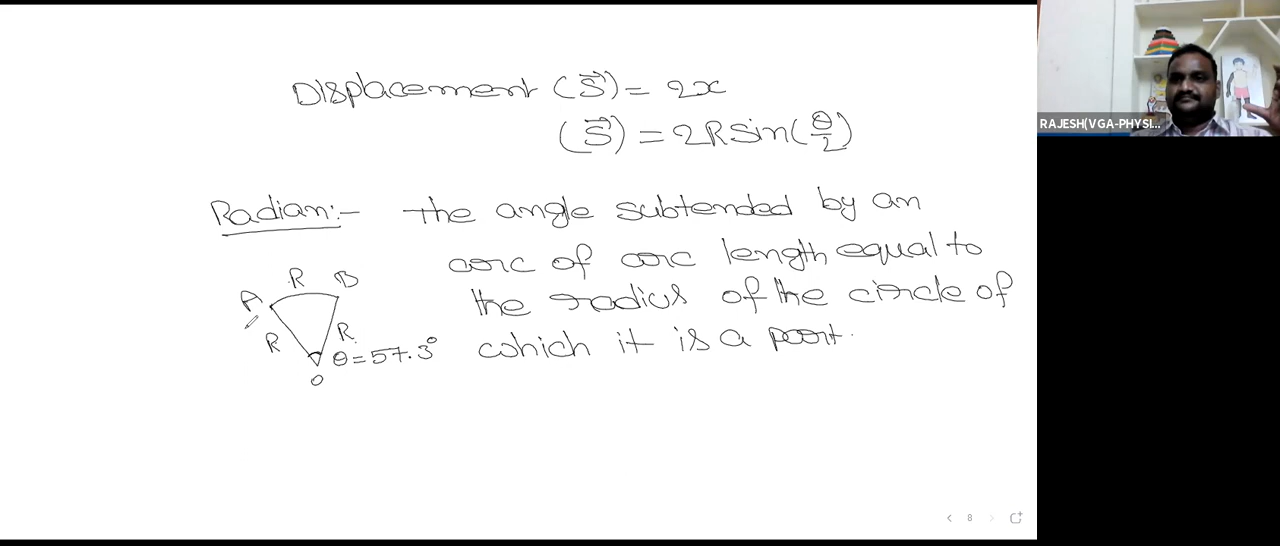 Displacement (S⃗) = 2x
(S⃗) = 2R sin(θ/2)
Radian:- The angle subtended by an
arc of arc length equal to
the radius of the circle of
which it is a part.
R B
A
R R
θ = 57.3°
O
RAJESH(VGA-PHYSI...
8